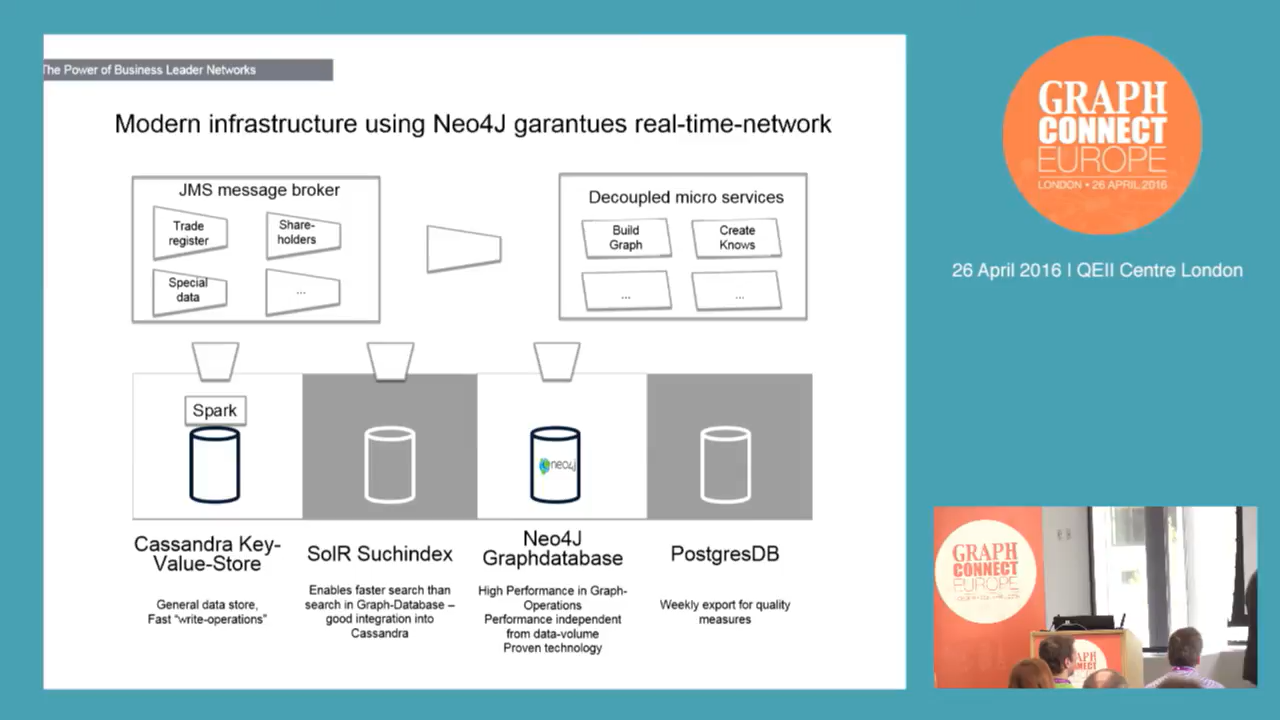 The Power of Business Leader Networks
Modern infrastructure using Neo4J garantues real-time-network
JMS message broker
Trade
register
Share-
holders
Special
data
...
Decoupled micro services
Build
Graph
Create
Knows
...
...
Spark
neo4j
Cassandra Key-
Value-Store
General data store,
Fast "write-operations"
SolR Suchindex
Enables faster search than
search in Graph-Database –
good integration into
Cassandra
Neo4J
Graphdatabase
High Performance in Graph-
Operations
Performance independent
from data-volume
Proven technology
PostgresDB
Weekly export for quality
measures
GRAPH
CONNECT
EUROPE
LONDON • 26 APRIL 2016
26 April 2016 | QEII Centre London
GRAPH
CONNECT
EUROPE
GRAPH